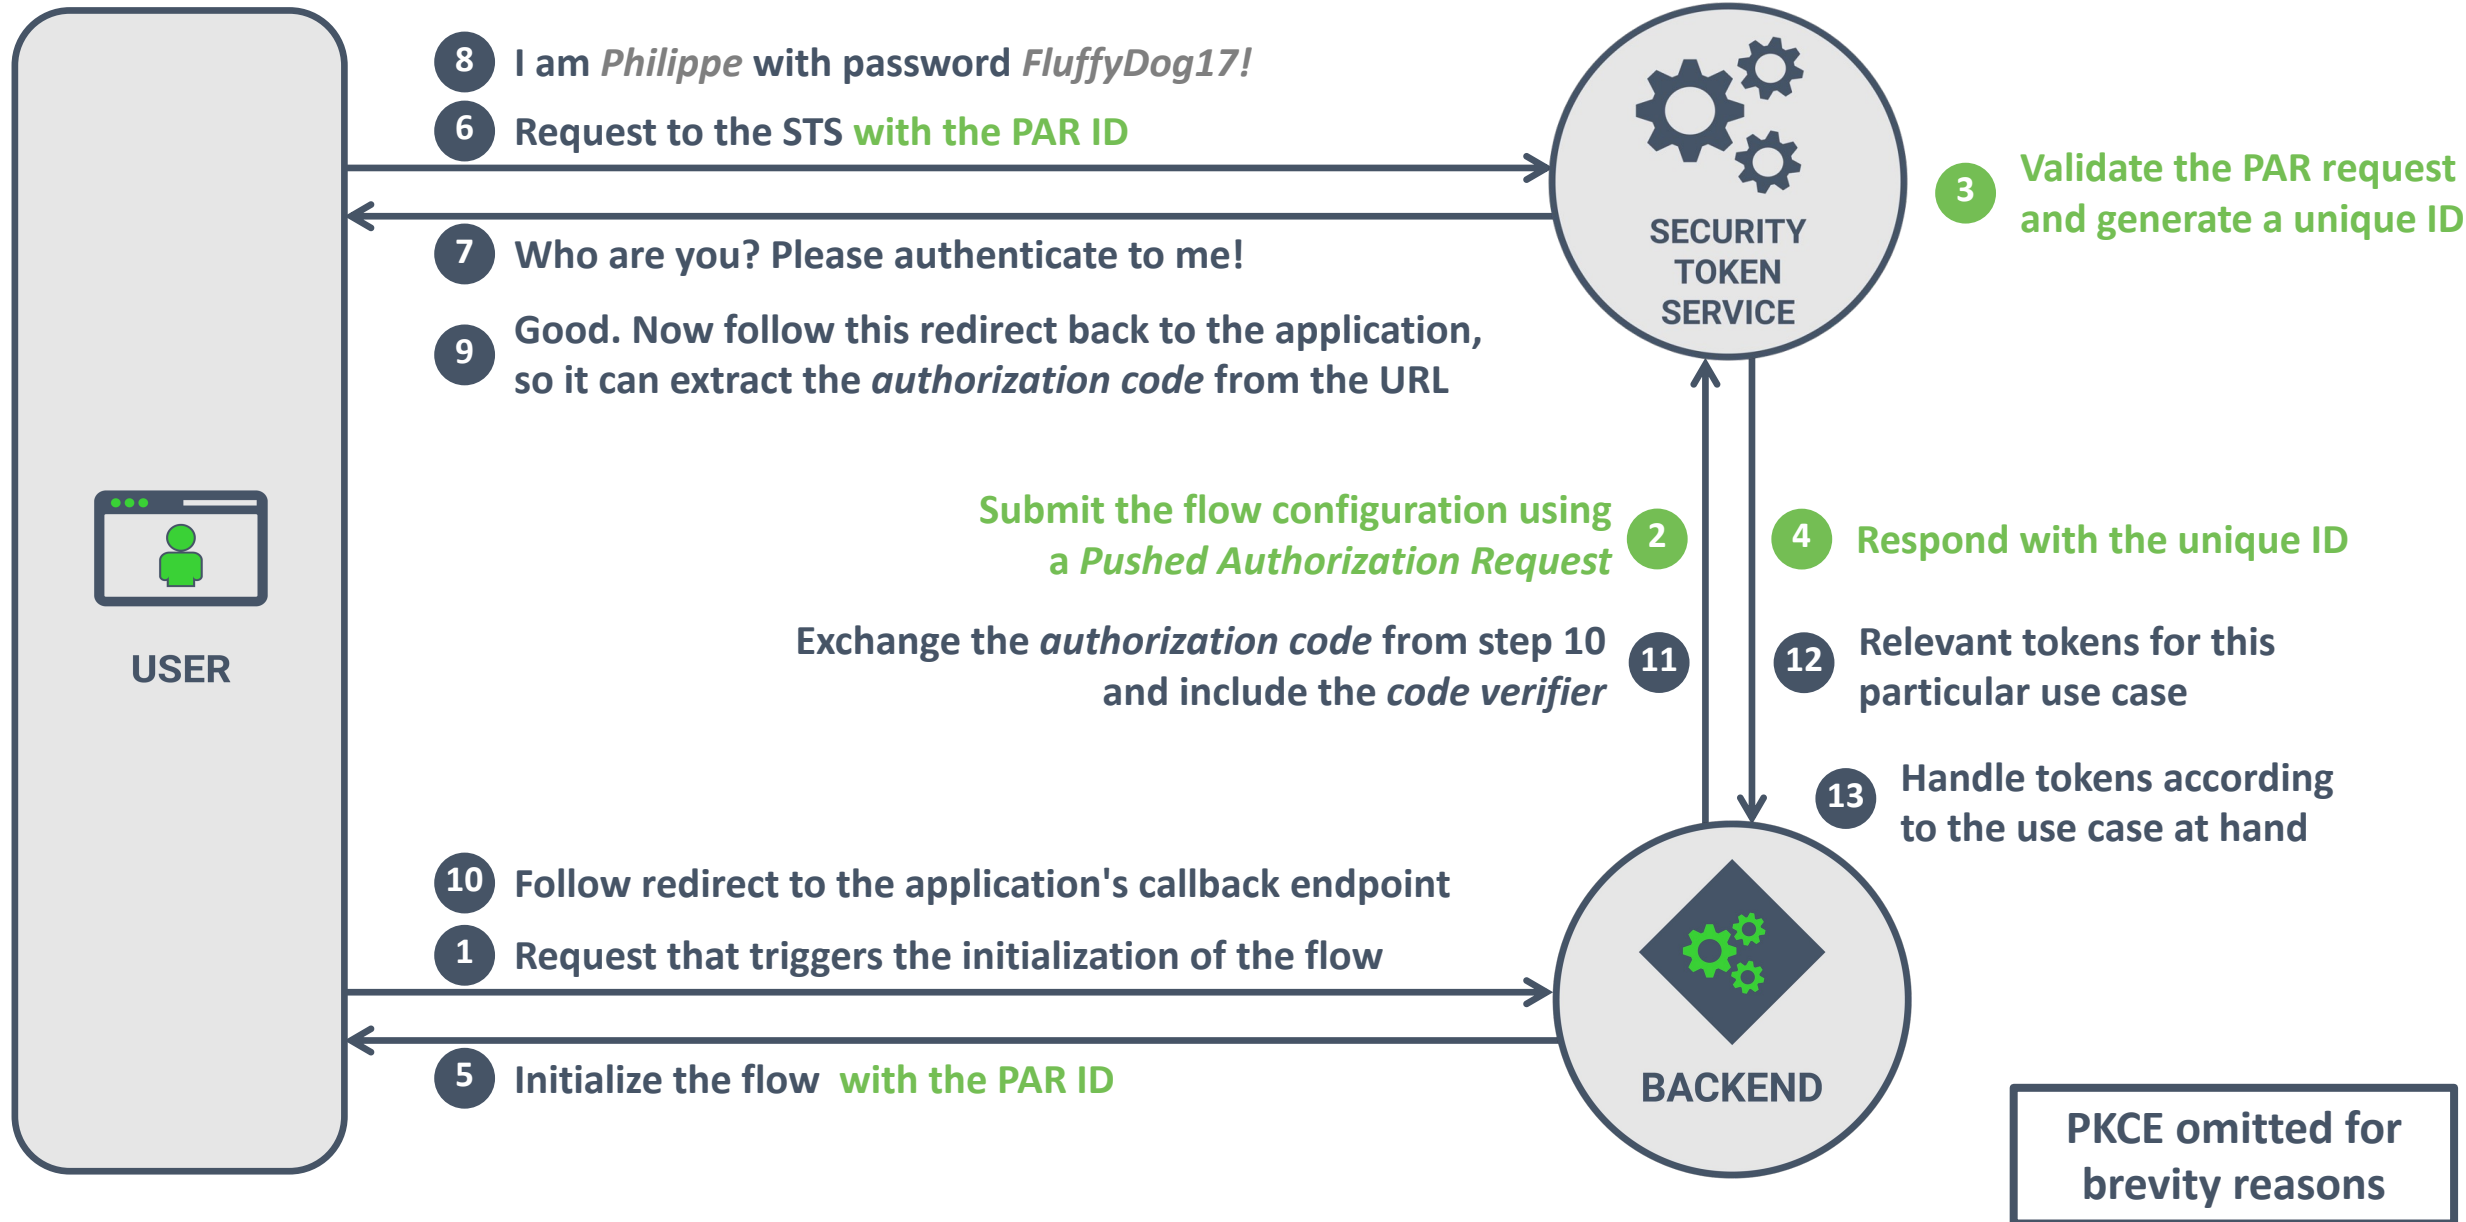 8 I am Philippe with password FluffyDog17!
6 Request to the STS with the PAR ID
7 Who are you? Please authenticate to me!
9 Good. Now follow this redirect back to the application,
so it can extract the authorization code from the URL
SECURITY
TOKEN
SERVICE
3 Validate the PAR request
and generate a unique ID
USER
Submit the flow configuration using
a Pushed Authorization Request 2
4 Respond with the unique ID
Exchange the authorization code from step 10
and include the code verifier 11
12 Relevant tokens for this
particular use case
13 Handle tokens according
to the use case at hand
10 Follow redirect to the application's callback endpoint
1 Request that triggers the initialization of the flow
5 Initialize the flow with the PAR ID
BACKEND
PKCE omitted for
brevity reasons